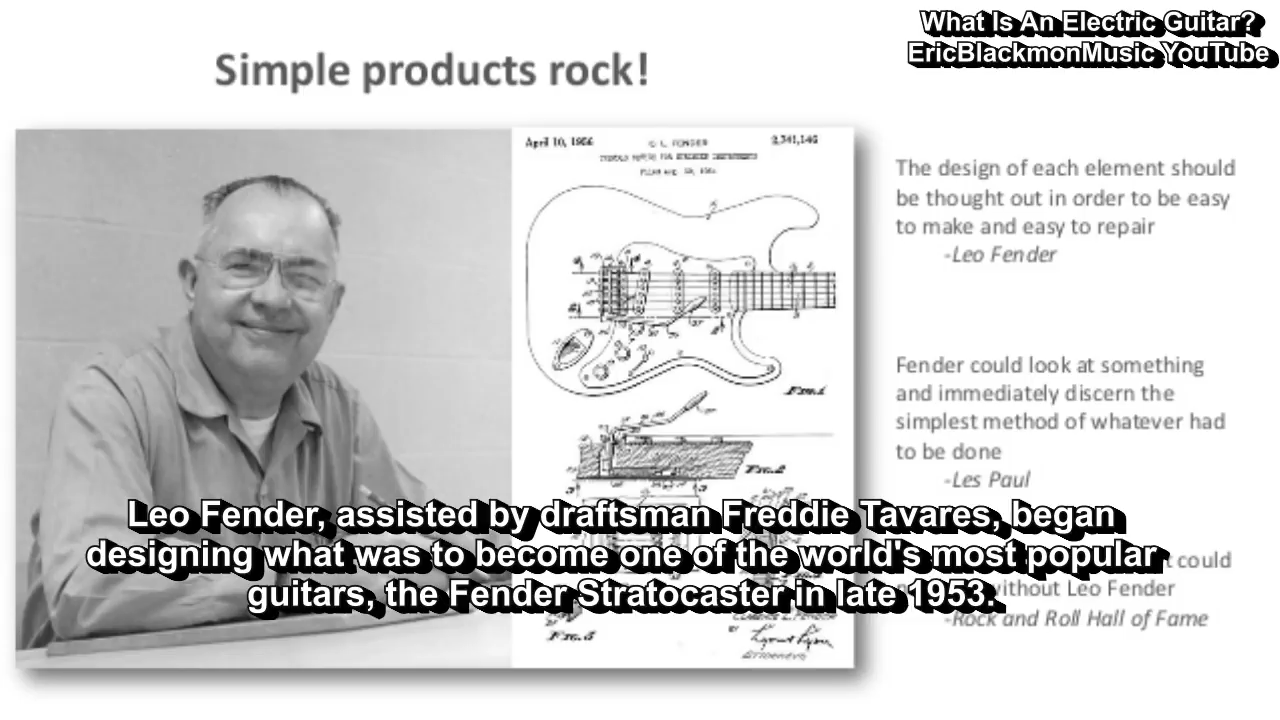 What Is An Electric Guitar?
EricBlackmonMusic YouTube
Simple products rock!
April 10, 1956
C. L. FENDER
2,741,146
The design of each element should
be thought out in order to be easy
to make and easy to repair
-Leo Fender
Fig. 1
Fender could look at something
and immediately discern the
simplest method of whatever had
to be done
-Les Paul
Fig. 2
Leo Fender, assisted by draftsman Freddie Tavares, began
designing what was to become one of the world's most popular
guitars, the Fender Stratocaster in late 1953.
could
without Leo Fender
-Rock and Roll Hall of Fame